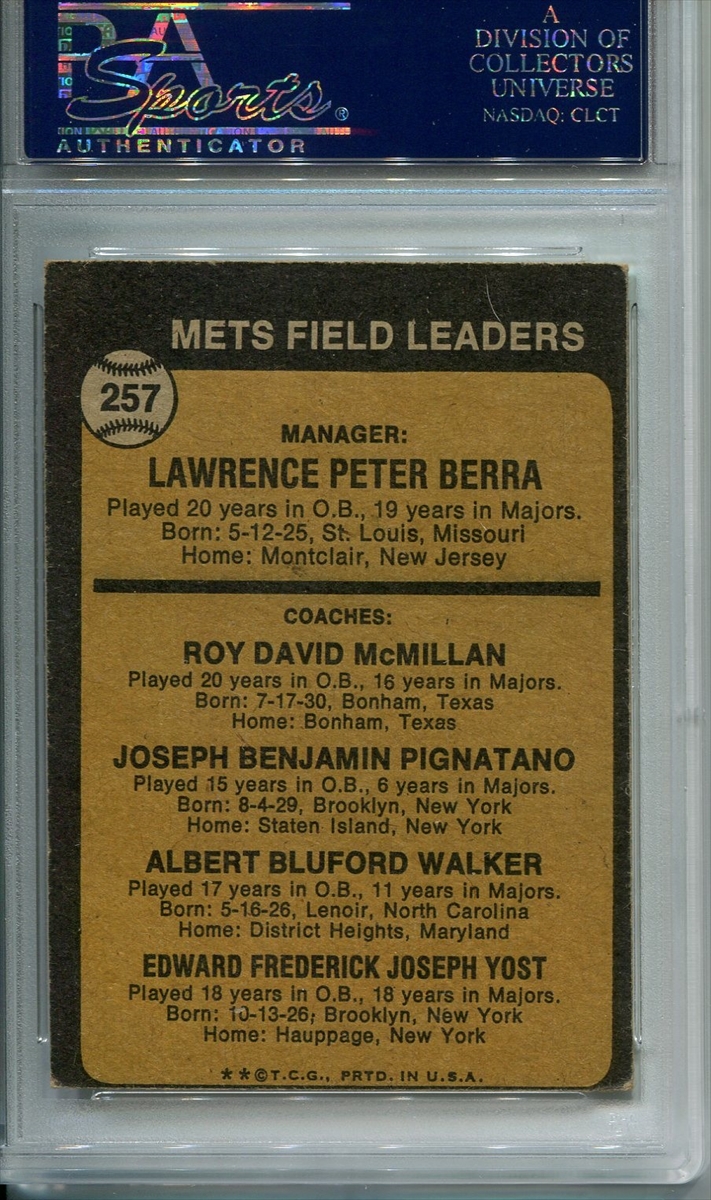 Sports®
AUTHENTICATOR
A
DIVISION OF
COLLECTORS
UNIVERSE
NASDAQ: CLCT
METS FIELD LEADERS
257
MANAGER:
LAWRENCE PETER BERRA
Played 20 years in O.B., 19 years in Majors.
Born: 5-12-25, St. Louis, Missouri
Home: Montclair, New Jersey
COACHES:
ROY DAVID McMILLAN
Played 20 years in O.B., 16 years in Majors.
Born: 7-17-30, Bonham, Texas
Home: Bonham, Texas
JOSEPH BENJAMIN PIGNATANO
Played 15 years in O.B., 6 years in Majors.
Born: 8-4-29, Brooklyn, New York
Home: Staten Island, New York
ALBERT BLUFORD WALKER
Played 17 years in O.B., 11 years in Majors.
Born: 5-16-26, Lenoir, North Carolina
Home: District Heights, Maryland
EDWARD FREDERICK JOSEPH YOST
Played 18 years in O.B., 18 years in Majors.
Born: 10-13-26, Brooklyn, New York
Home: Hauppage, New York
**©T.C.G., PRTD. IN U.S.A.